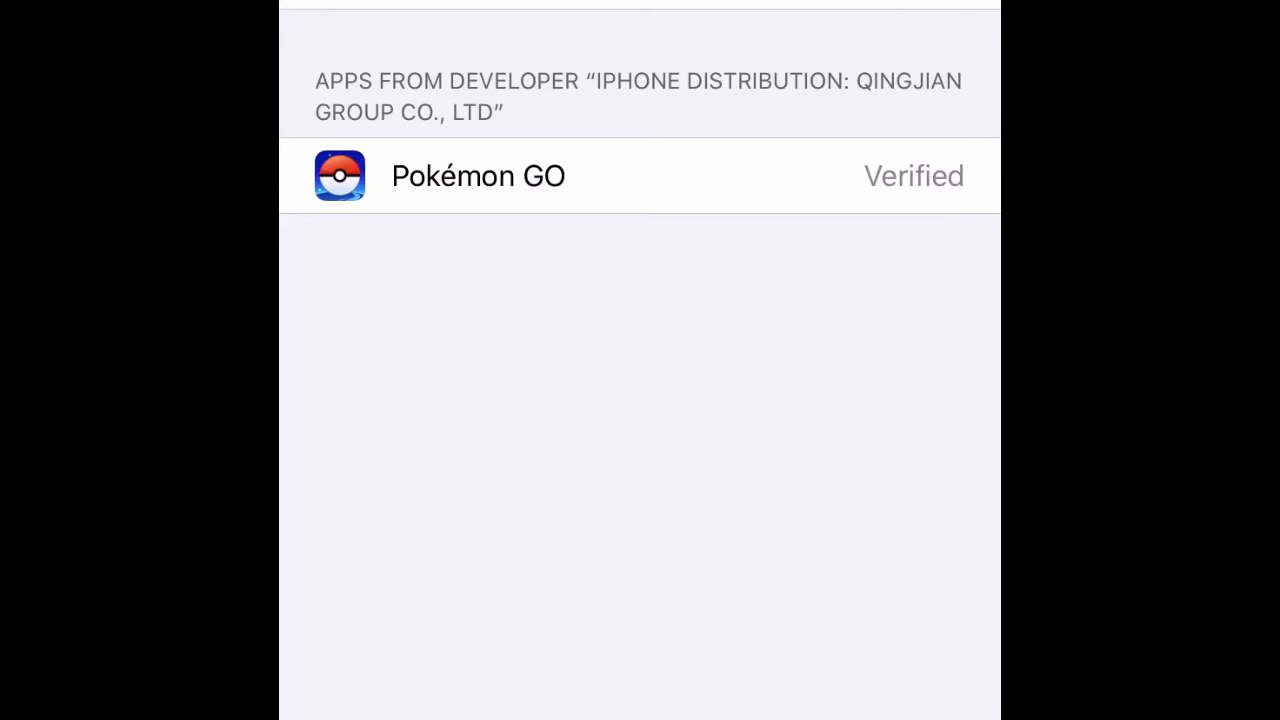 APPS FROM DEVELOPER “IPHONE DISTRIBUTION: QINGJIAN
GROUP CO., LTD”
Pokémon GO Verified